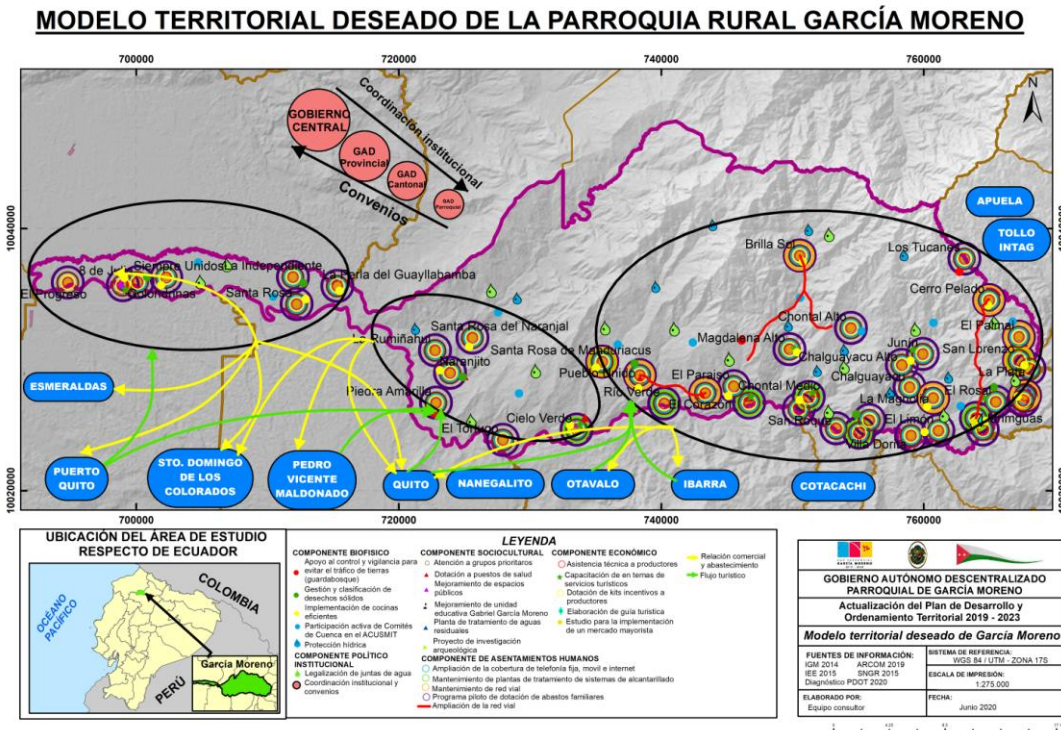 MODELO TERRITORIAL DESEADO DE LA PARROQUIA RURAL GARCÍA MORENO
700000
720000
740000
760000
N
GOBIERNO
CENTRAL
GAD
Provincial
GAD
Cantonal
GAD
Parroquial
Coordinación institucional
Convenios
10040000
10020000
APUELA
TOLLO
INTAG
Brilla Sol
Los Tucanes
Cerro Pelado
8 de
Siempre Unidos
La Independiente
La Perla del Guayllabamba
El Progreso
Golondrinas
Santa Rosa
Rumiñahui
Santa Rosa del Naranjal
Naranjito
Santa Rosa de Manduriacus
Piedra Amarilla
El Tortugo
Cielo Verde
Pueblo Unido
Río Verde
El Paraiso
El Corazón
Magdalena Alto
Chontal Alto
Chontal Medio
Chalguayacu Alto
Junín
Chalguayacu
La Magnolia
San Roque
Villa Dorita
El Limón
El Palmal
San Lorenzo
La Plata
El Rosal
ESMERALDAS
PUERTO
QUITO
STO. DOMINGO
DE LOS
COLORADOS
PEDRO
VICENTE
MALDONADO
QUITO
NANEGALITO
OTAVALO
IBARRA
COTACACHI
700000
720000
740000
760000
UBICACIÓN DEL ÁREA DE ESTUDIO
RESPECTO DE ECUADOR
COLOMBIA
OCÉANO
PACÍFICO
PERÚ
García Moreno
LEYENDA
COMPONENTE BIOFISICO
Apoyo al control y vigilancia para
evitar el tráfico de tierras
(guardabosque)
Gestión y clasificación de
desechos sólidos
Implementación de cocinas
eficientes
Participación activa de Comités
de Cuenca en el ACUSMIT
Protección hídrica
COMPONENTE POLÍTICO
INSTITUCIONAL
Legalización de juntas de agua
Coordinación institucional y
convenios
COMPONENTE SOCIOCULTURAL
Atención a grupos prioritaros
Dotación a puestos de salud
Mejoramiento de espacios
públicos
Mejoramiento de unidad
educativa Gabriel García Moreno
Planta de tratamiento de aguas
residuales
Proyecto de investigación
arqueológica
COMPONENTE DE ASENTAMIENTOS HUMANOS
Ampliación de la cobertura de telefonía fija, movil e internet
Mantenimiento de plantas de tratamiento de sistemas de alcantarillado
Mantenimiento de red vial
Programa piloto de dotación de abastos familiares
Ampliación de la red vial
COMPONENTE ECONÓMICO
Asistencia técnica a productores
Capacitación de en temas de
servicios turísticos
Dotación de kits incentivos a
productores
Elaboración de guía turistica
Estudio para la implementación
de un mercado mayorista
Relación comercial
y abastecimiento
Flujo turístico
GARCÍA MORENO
GOBIERNO AUTÓNOMO DESCENTRALIZADO
PARROQUIAL DE GARCÍA MORENO
Actualización del Plan de Desarrollo y
Ordenamiento Territorial 2019 - 2023
Modelo territorial deseado de García Moreno
FUENTES DE INFORMACIÓN:
IGM 2014 ARCOM 2019
IEE 2015 SNGR 2015
Diagnóstico PDOT 2020
SISTEMA DE REFERENCIA:
WGS 84 / UTM - ZONA 17S
ESCALA DE IMPRESIÓN:
1:275.000
ELABORADO POR:
Equipo consultor
FECHA:
Junio 2020